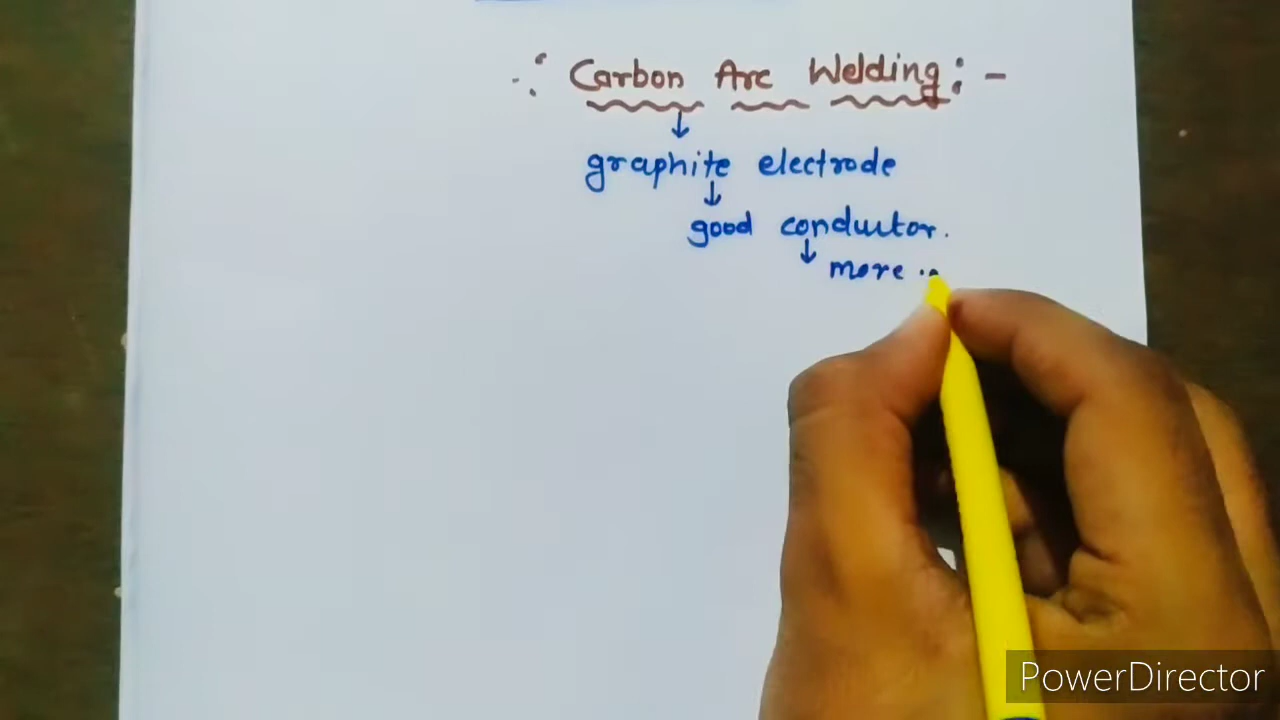 ∴ Carbon Arc Welding :-
↓
graphite electrode
↓
good conductor.
↓
more
PowerDirector